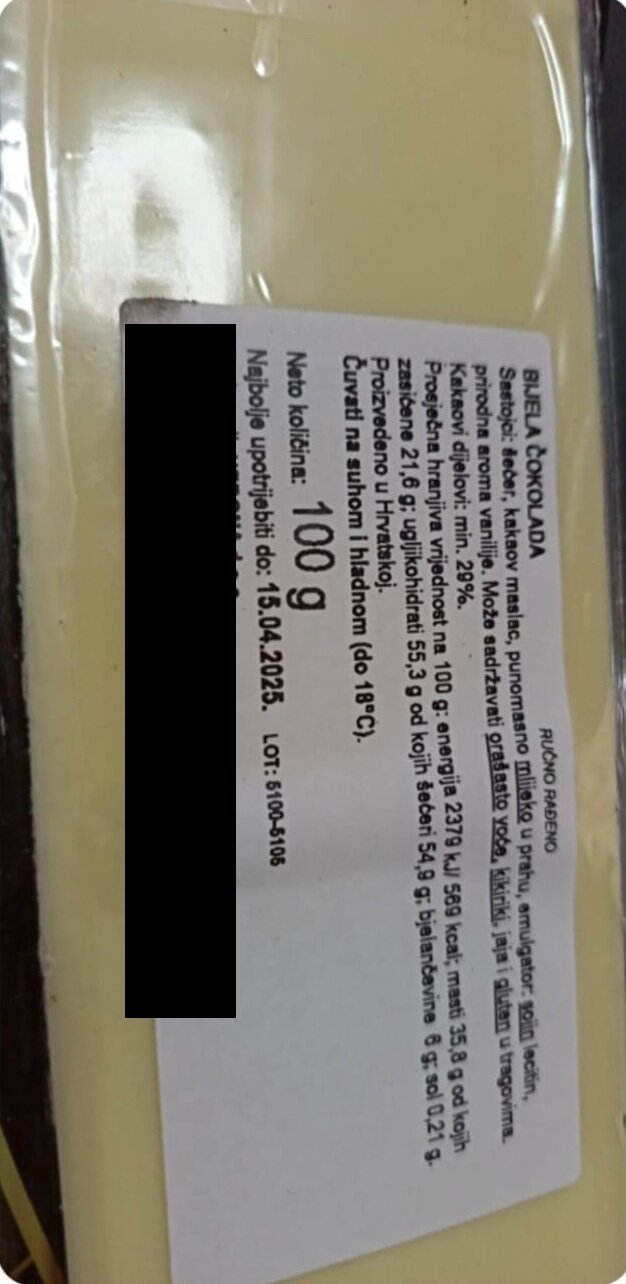 RUČNO RAĐENO
BIJELA ČOKOLADA
Sastojci: šećer, kakaov maslac, punomasno mlijeko u prahu, emulgator: sojin lecitin,
prirodna aroma vanilije. Može sadržavati orašasto voće, kikiriki, jaja i gluten u tragovima.
Kakaovi dijelovi: min. 29%.
Prosječna hranjiva vrijednost na 100 g: energija 2379 kJ/ 569 kcal; masti 35,8 g od kojih
zasićene 21,6 g; ugljikohidrati 55,3 g od kojih šećeri 54,9 g; bjelančevine 6 g; sol 0,21 g.
Proizvedeno u Hrvatskoj.
Čuvati na suhom i hladnom (do 18°C).
Neto količina: 100 g
Najbolje upotrijebiti do: 15.04.2025. LOT: 5100-5105